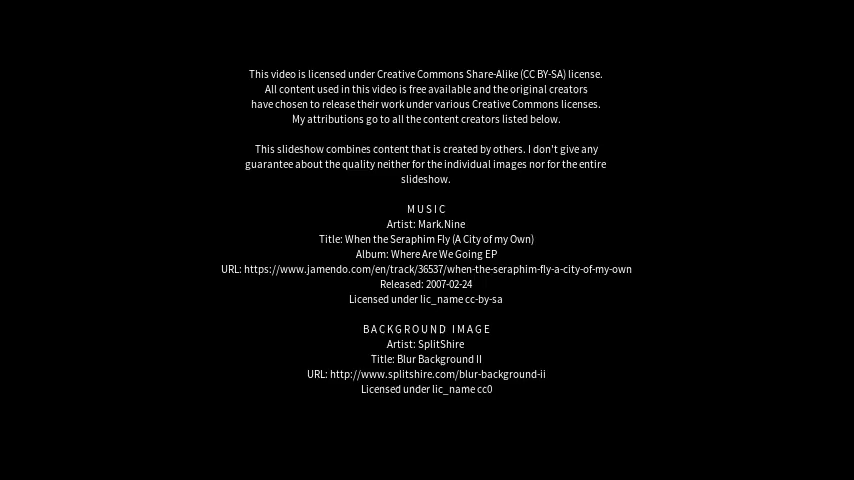 This video is licensed under Creative Commons Share-Alike (CC BY-SA) license.
All content used in this video is free available and the original creators
have chosen to release their work under various Creative Commons licenses.
My attributions go to all the content creators listed below.
This slideshow combines content that is created by others. I don't give any
guarantee about the quality neither for the individual images nor for the entire
slideshow.
MUSIC
Artist: Mark.Nine
Title: When the Seraphim Fly (A City of my Own)
Album: Where Are We Going EP
URL: https://www.jamendo.com/en/track/36537/when-the-seraphim-fly-a-city-of-my-own
Released: 2007-02-24
Licensed under lic_name cc-by-sa
BACKGROUND IMAGE
Artist: SplitShire
Title: Blur Background II
URL: http://www.splitshire.com/blur-background-ii
Licensed under lic_name cc0